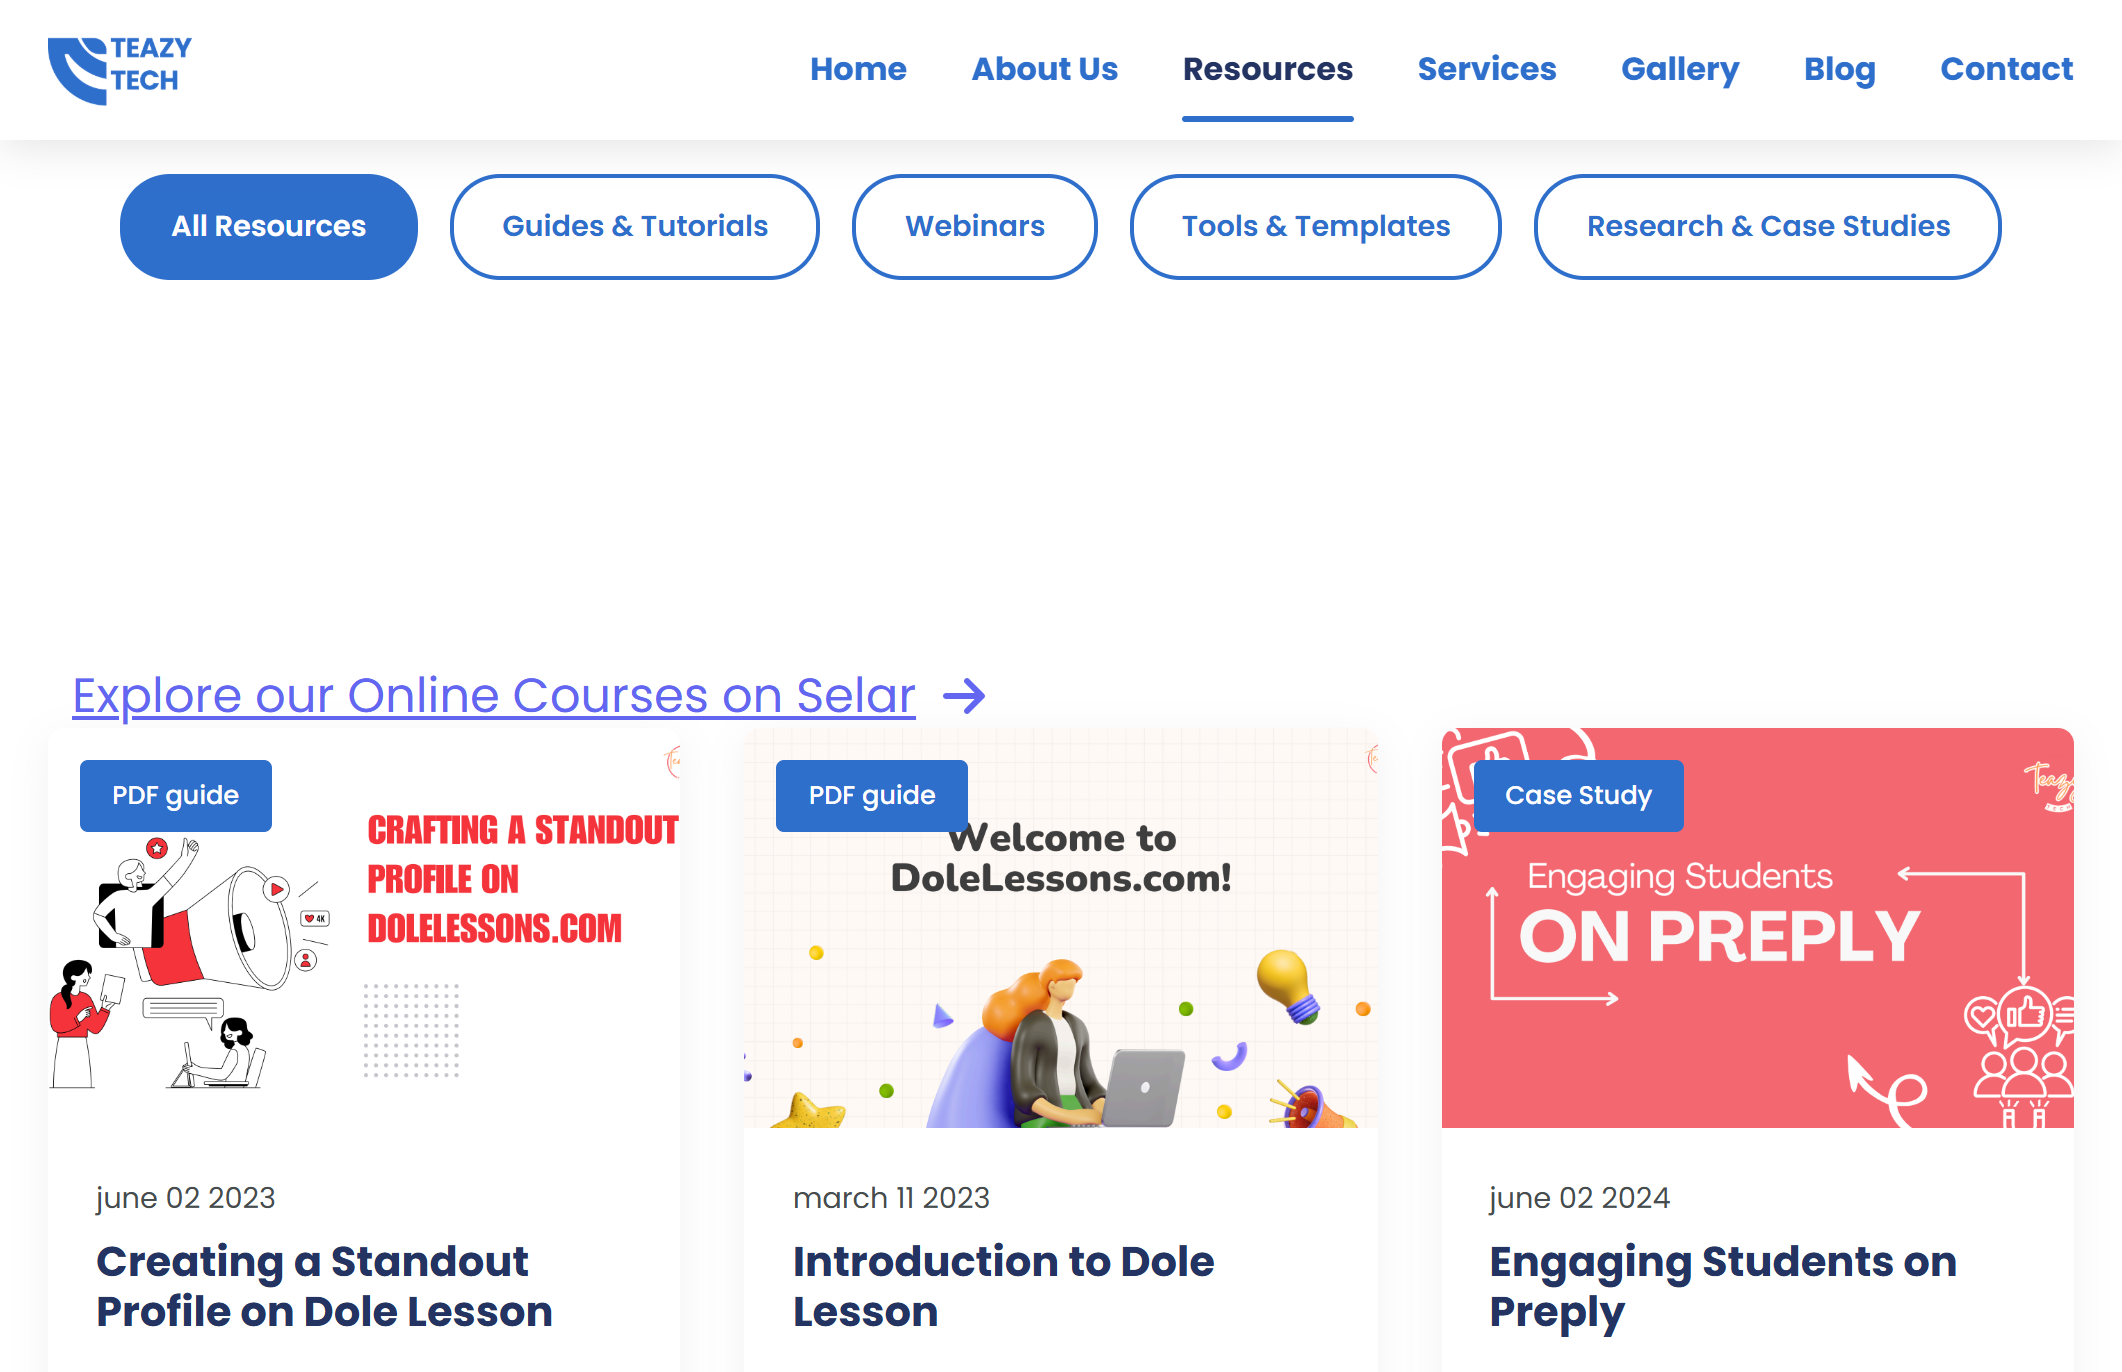 TEAZY
TECH
Home About Us Resources Services Gallery Blog Contact
All Resources Guides & Tutorials Webinars Tools & Templates Research & Case Studies
Explore our Online Courses on Selar
PDF guide
CRAFTING A STANDOUT
PROFILE ON
DOLELESSONS.COM
4K
june 02 2023
Creating a Standout
Profile on Dole Lesson
PDF guide
Welcome to
DoleLessons.com!
march 11 2023
Introduction to Dole
Lesson
Case Study
Engaging Students
ON PREPLY
june 02 2024
Engaging Students on
Preply